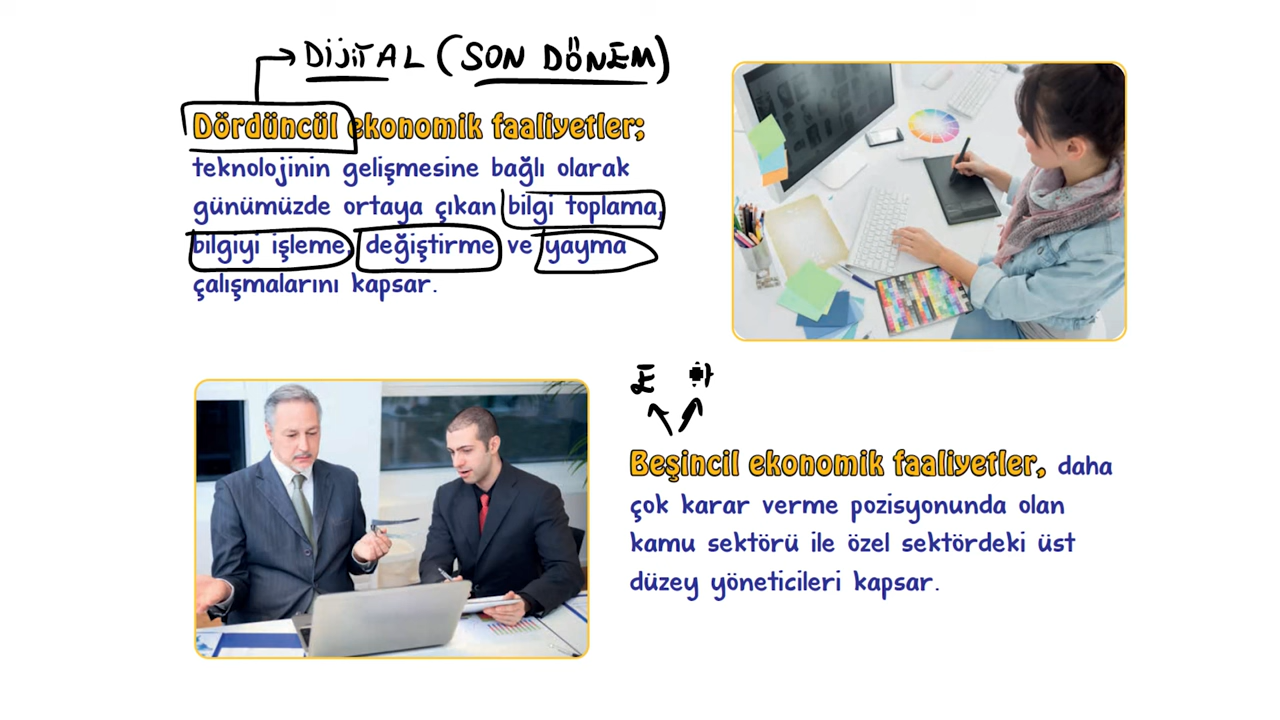 DİJİTAL (SON DÖNEM)
Dördüncül ekonomik faaliyetler;
teknolojinin gelişmesine bağlı olarak
günümüzde ortaya çıkan bilgi toplama,
bilgiyi işleme, değiştirme ve yayma
çalışmalarını kapsar.
E
Beşincil ekonomik faaliyetler, daha
çok karar verme pozisyonunda olan
kamu sektörü ile özel sektördeki üst
düzey yöneticileri kapsar.